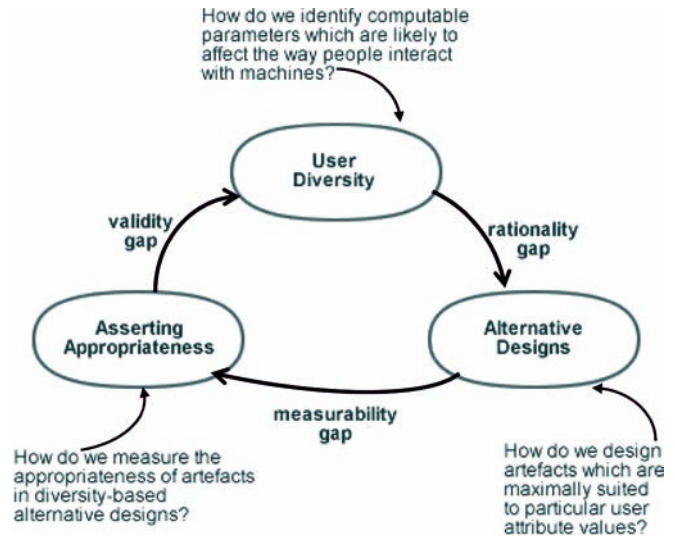 How do we identify computable
parameters which are likely to
affect the way people interact
with machines?
User
Diversity
validity
gap
rationality
gap
Asserting
Appropriateness
Alternative
Designs
measurability
gap
How do we measure the
appropriateness of artefacts
in diversity-based
alternative designs?
How do we design
artefacts which are
maximally suited
to particular user
attribute values?